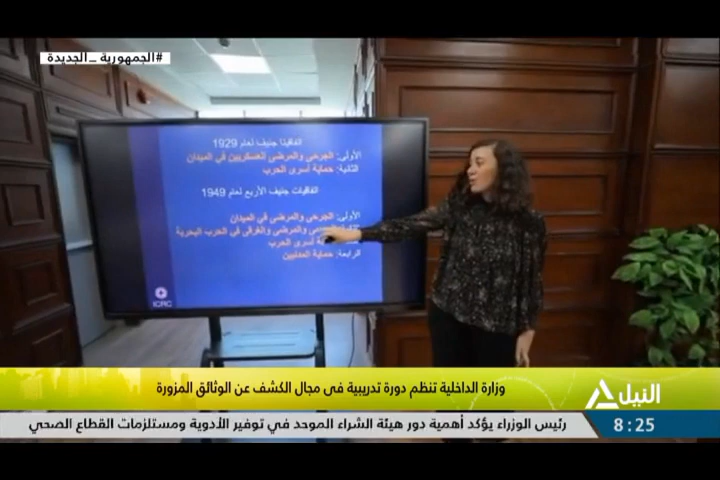 #الجمهورية_الجديدة
اتفاقيتا جنيف لعام 1929
الأولى: الجرحى والمرضى العسكريين في الميدان
الثانية: حماية أسرى الحرب
اتفاقيات جنيف الأربع لعام 1949
الأولى: الجرحى والمرضى في الميدان
والمرضى والغرقى في الحرب البحرية
أسرى الحرب
الرابعة: حماية المدنيين
ICRC
وزارة الداخلية تنظم دورة تدريبية فى مجال الكشف عن الوثائق المزورة
النيل
رئيس الوزراء يؤكد أهمية دور هيئة الشراء الموحد في توفير الأدوية ومستلزمات القطاع الصحي
8:25